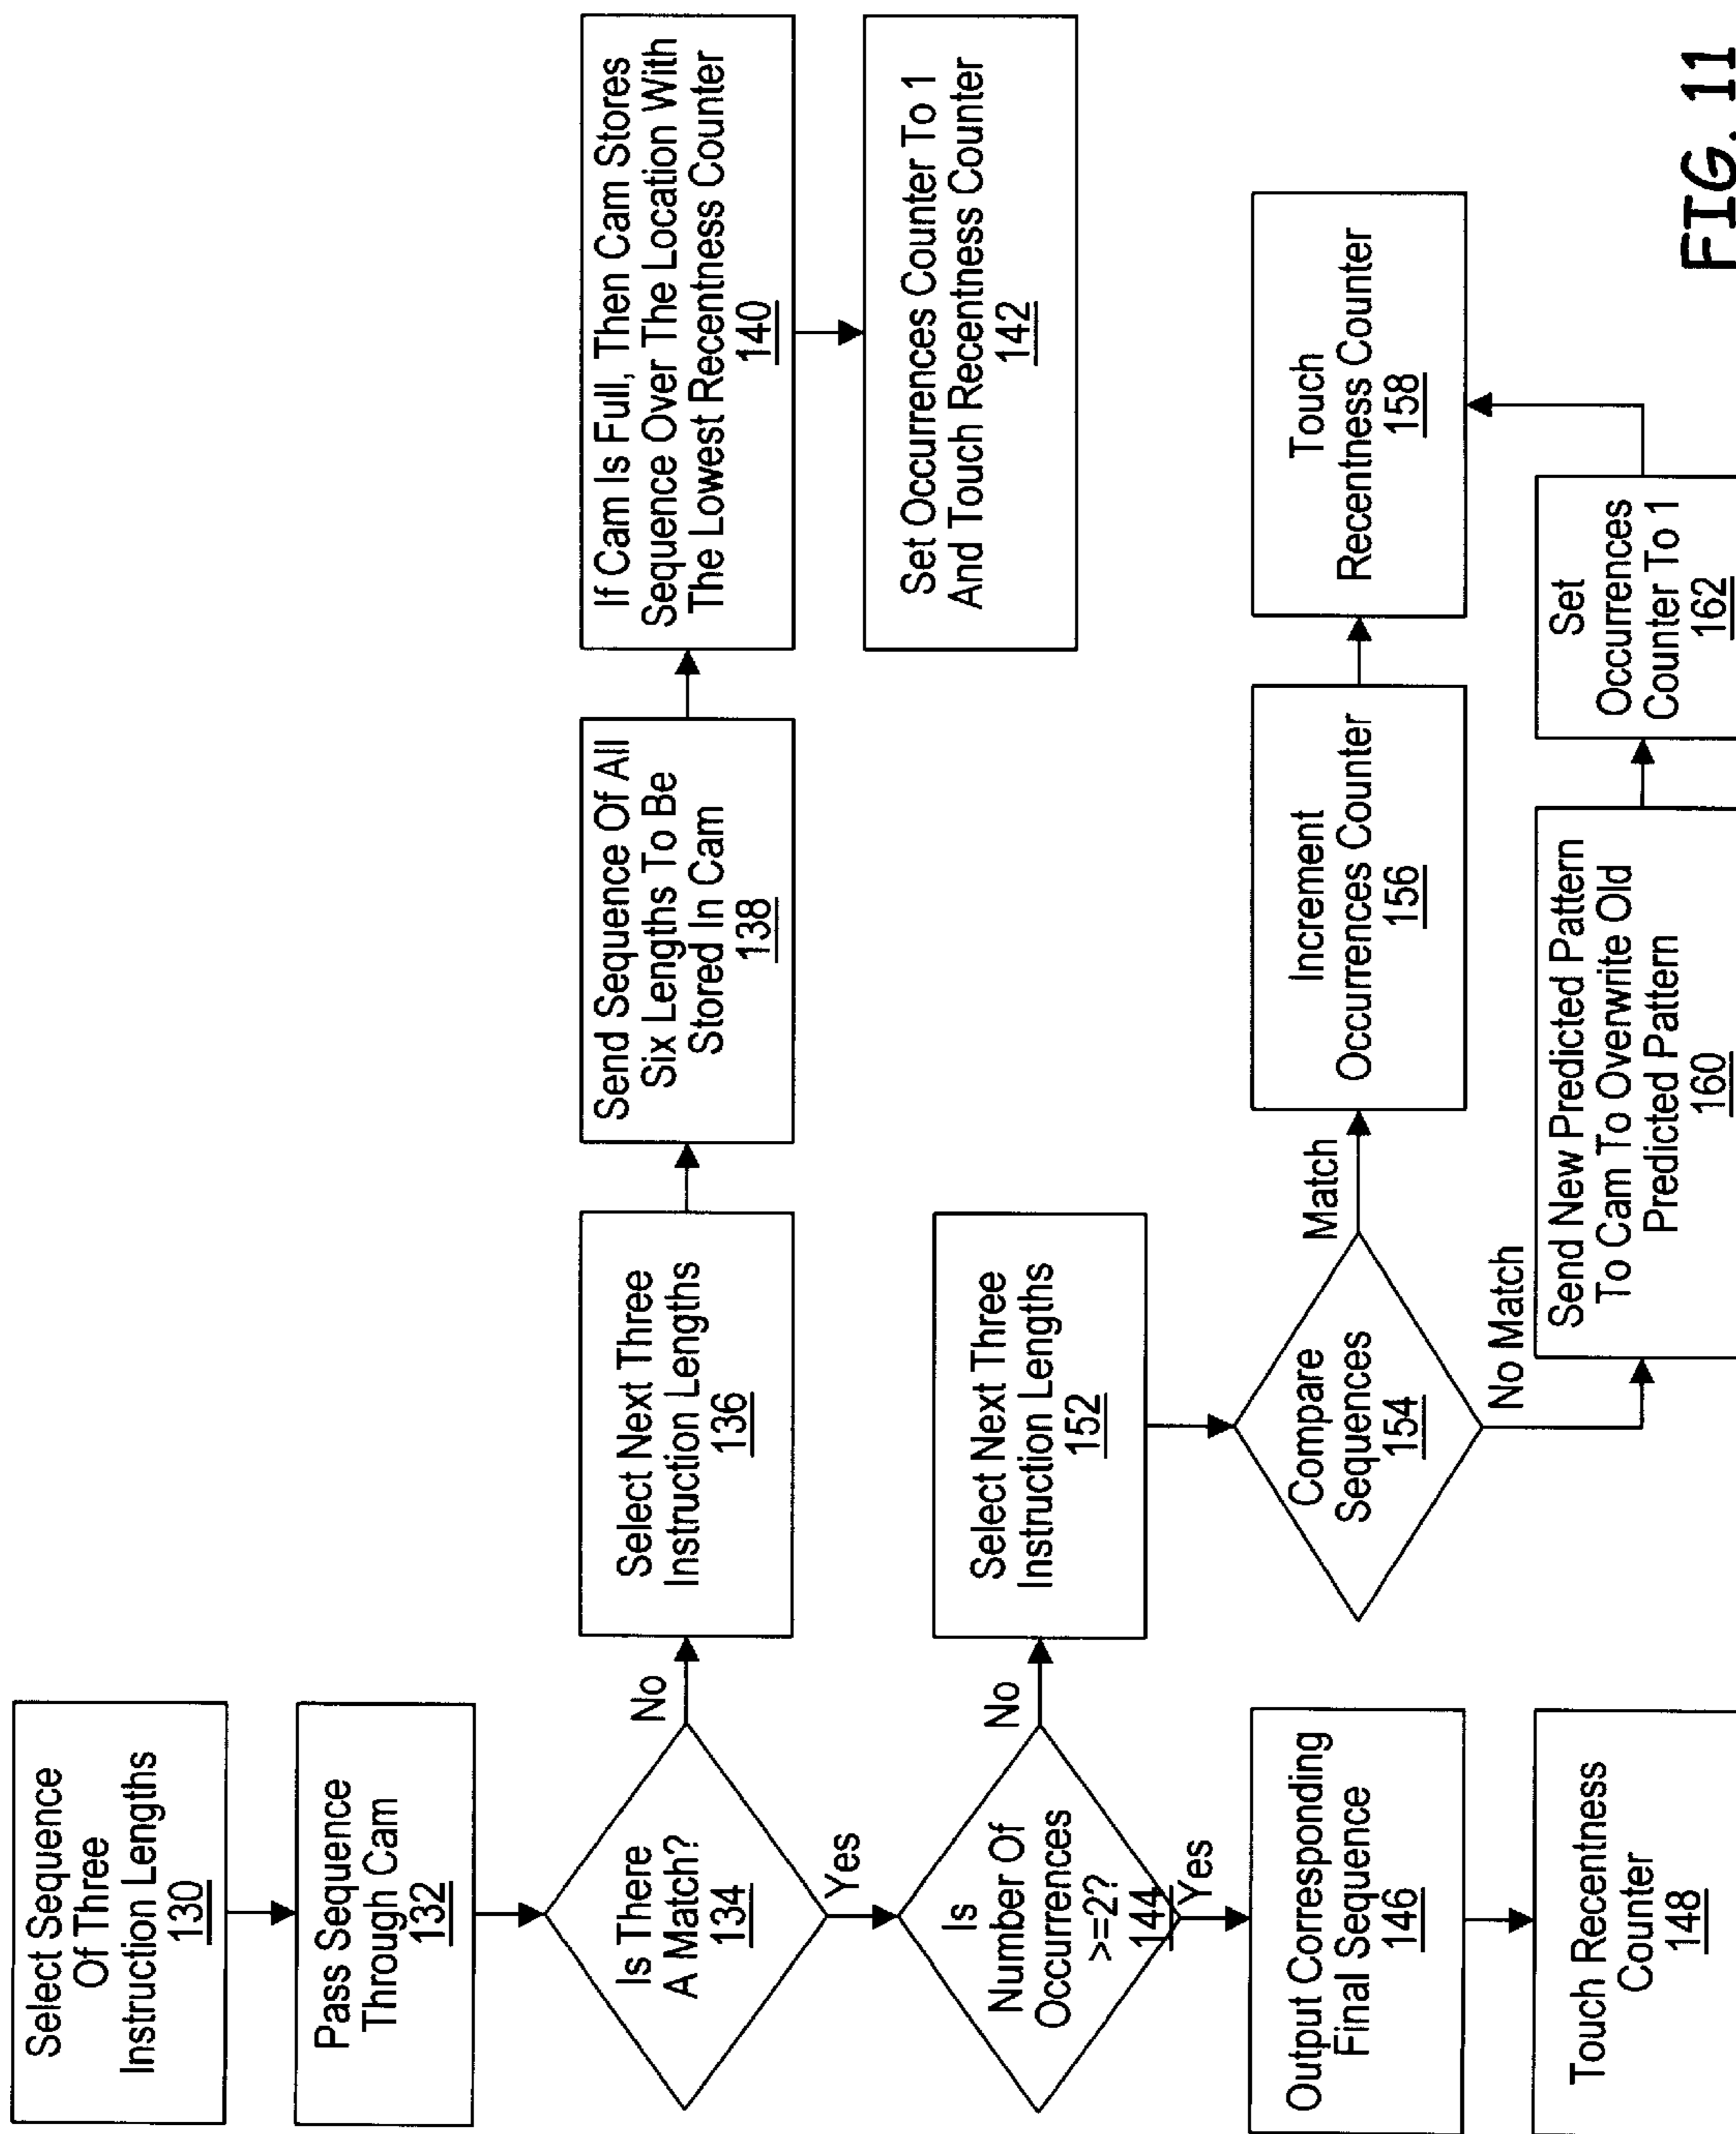 Select Sequence
Of Three
Instruction Lengths
130
Pass Sequence
Through Cam
132
Is There
A Match?
134
No
Yes
Select Next Three
Instruction Lengths
136
Send Sequence Of All
Six Lengths To Be
Stored In Cam
138
If Cam Is Full, Then Cam Stores
Sequence Over The Location With
The Lowest Recentness Counter
140
Set Occurrences Counter To 1
And Touch Recentness Counter
142
Is
Number Of
Occurrences
>=2?
144
No
Yes
Select Next Three
Instruction Lengths
152
Compare
Sequences
154
Match
No Match
Increment
Occurrences Counter
156
Touch
Recentness Counter
158
Send New Predicted Pattern
To Cam To Overwrite Old
Predicted Pattern
160
Set
Occurrences
Counter To 1
162
Output Corresponding
Final Sequence
146
Touch Recentness
Counter
148
FIG. 11